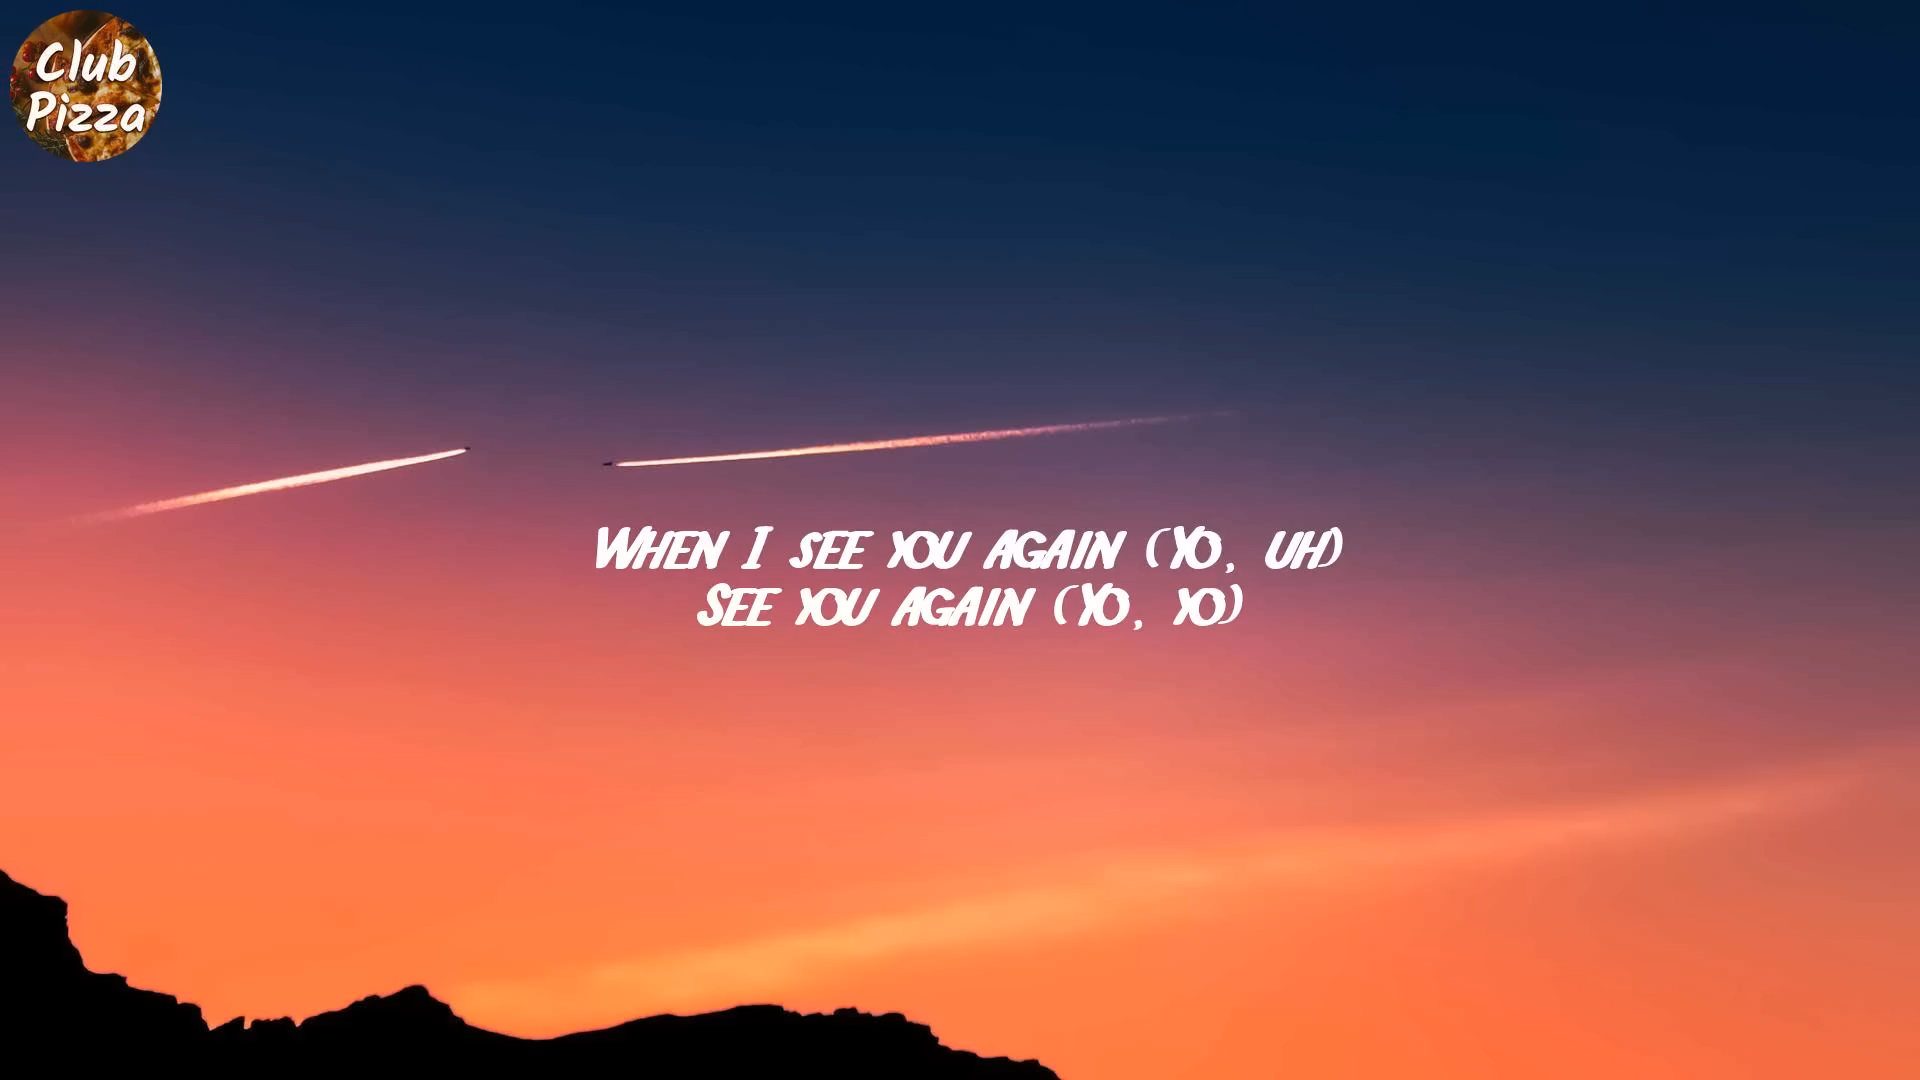 Club
Pizza
When I see you again (Yo, uh)
See you again (Yo, yo)